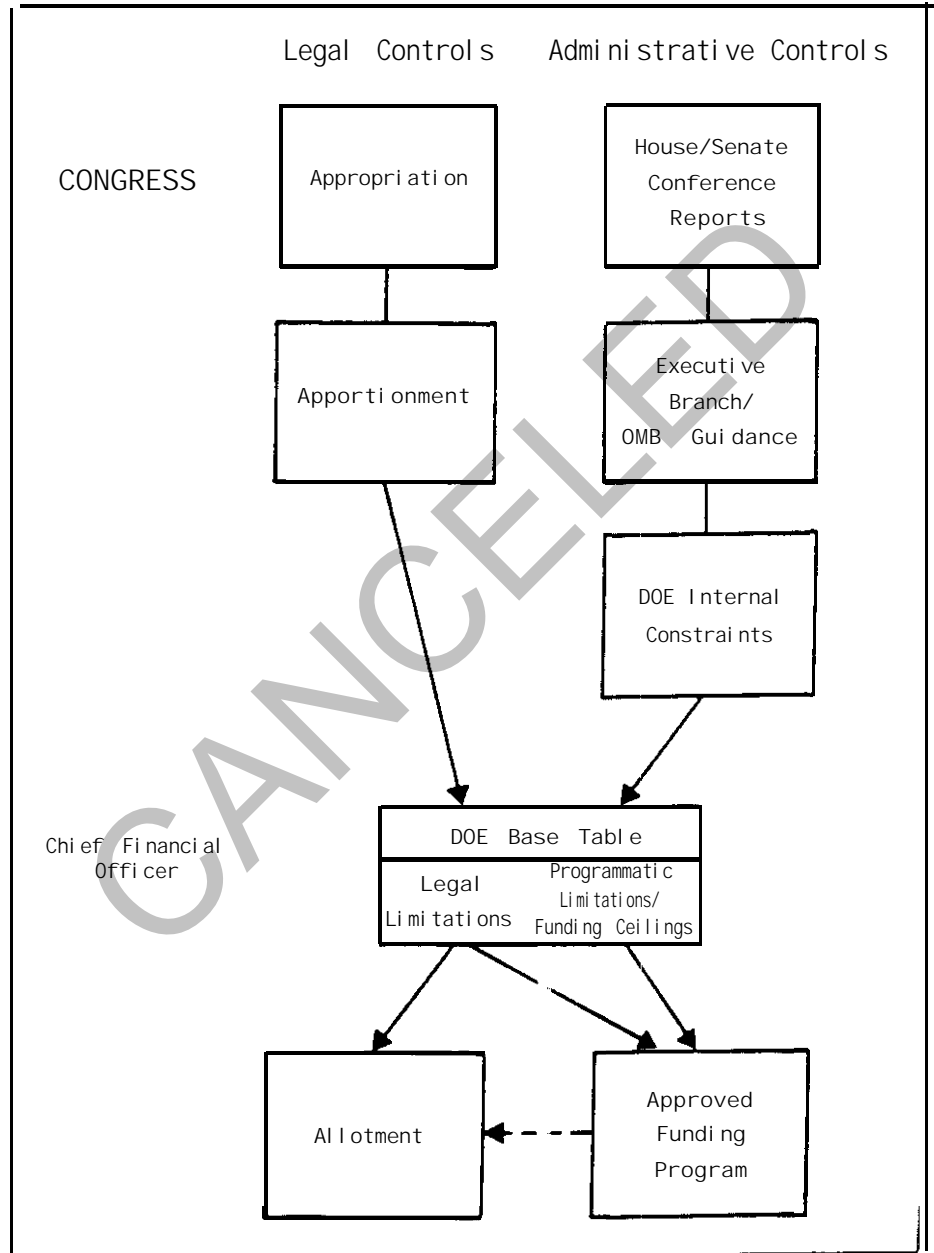 Legal Controls
Administrative Controls
CONGRESS
Appropriation
House/Senate
Conference
Reports
Apportionment
Executive
Branch/
OMB Guidance
DOE Internal
Constraints
CANCELED
Chief Financial
Officer
DOE Base Table
Legal
Limitations
Programmatic
Limitations/
Funding Ceilings
Allotment
Approved
Funding
Program